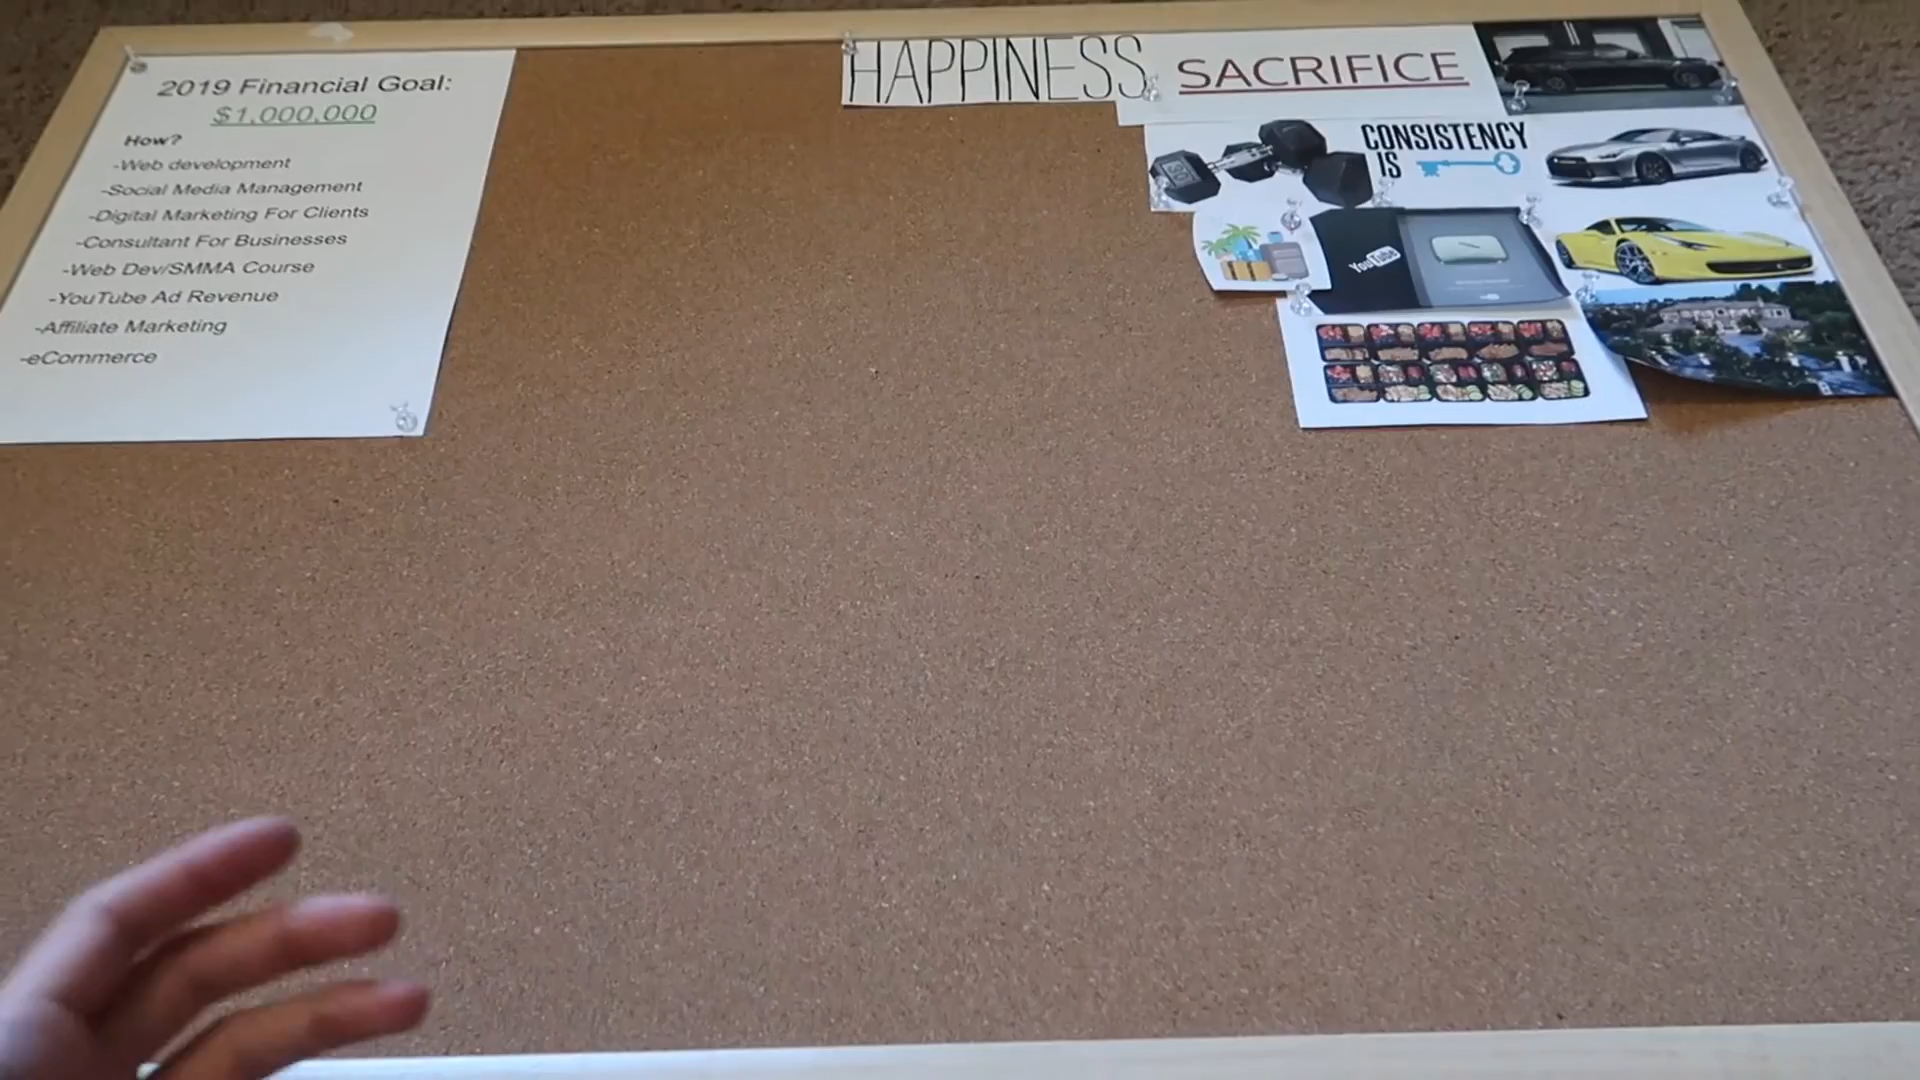 2019 Financial Goal:
$1,000,000
How?
-Web development
-Social Media Management
-Digital Marketing For Clients
-Consultant For Businesses
-Web Dev/SMMA Course
-YouTube Ad Revenue
-Affiliate Marketing
-eCommerce
HAPPINESS
SACRIFICE
CONSISTENCY
IS
50
YouTube